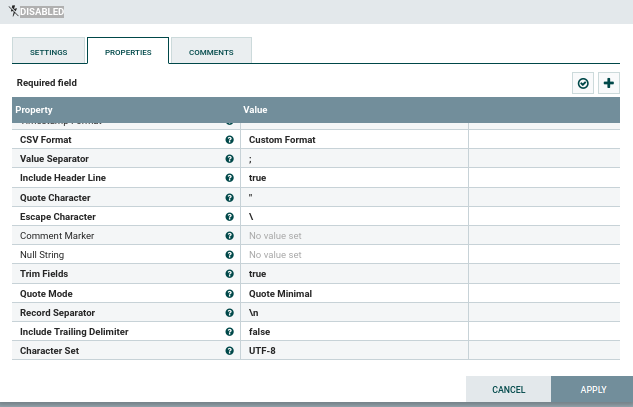 DISABLED
SETTINGS PROPERTIES COMMENTS
Required field
Property Value
Timestamp Format
CSV Format Custom Format
Value Separator ;
Include Header Line true
Quote Character "
Escape Character \
Comment Marker No value set
Null String No value set
Trim Fields true
Quote Mode Quote Minimal
Record Separator \n
Include Trailing Delimiter false
Character Set UTF-8
CANCEL APPLY